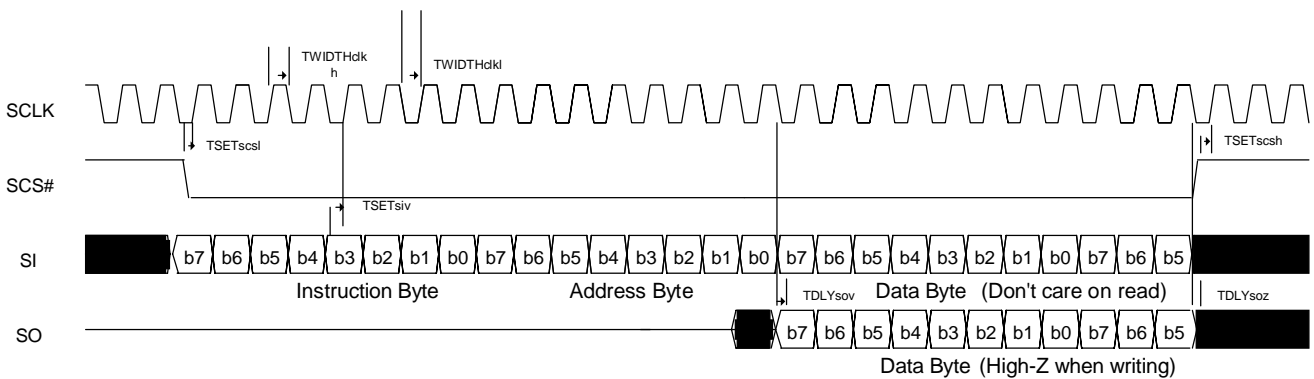 TWIDTHclk
h
TWIDTHclkl
SCLK
TSETscsl
TSETscsh
SCS#
TSETsiv
SI
b7 b6 b5 b4 b3 b2 b1 b0 b7 b6 b5 b4 b3 b2 b1 b0 b7 b6 b5 b4 b3 b2 b1 b0 b7 b6 b5
Instruction Byte Address Byte TDLYsov Data Byte (Don't care on read) TDLYsoz
SO
b7 b6 b5 b4 b3 b2 b1 b0 b7 b6 b5
Data Byte (High-Z when writing)